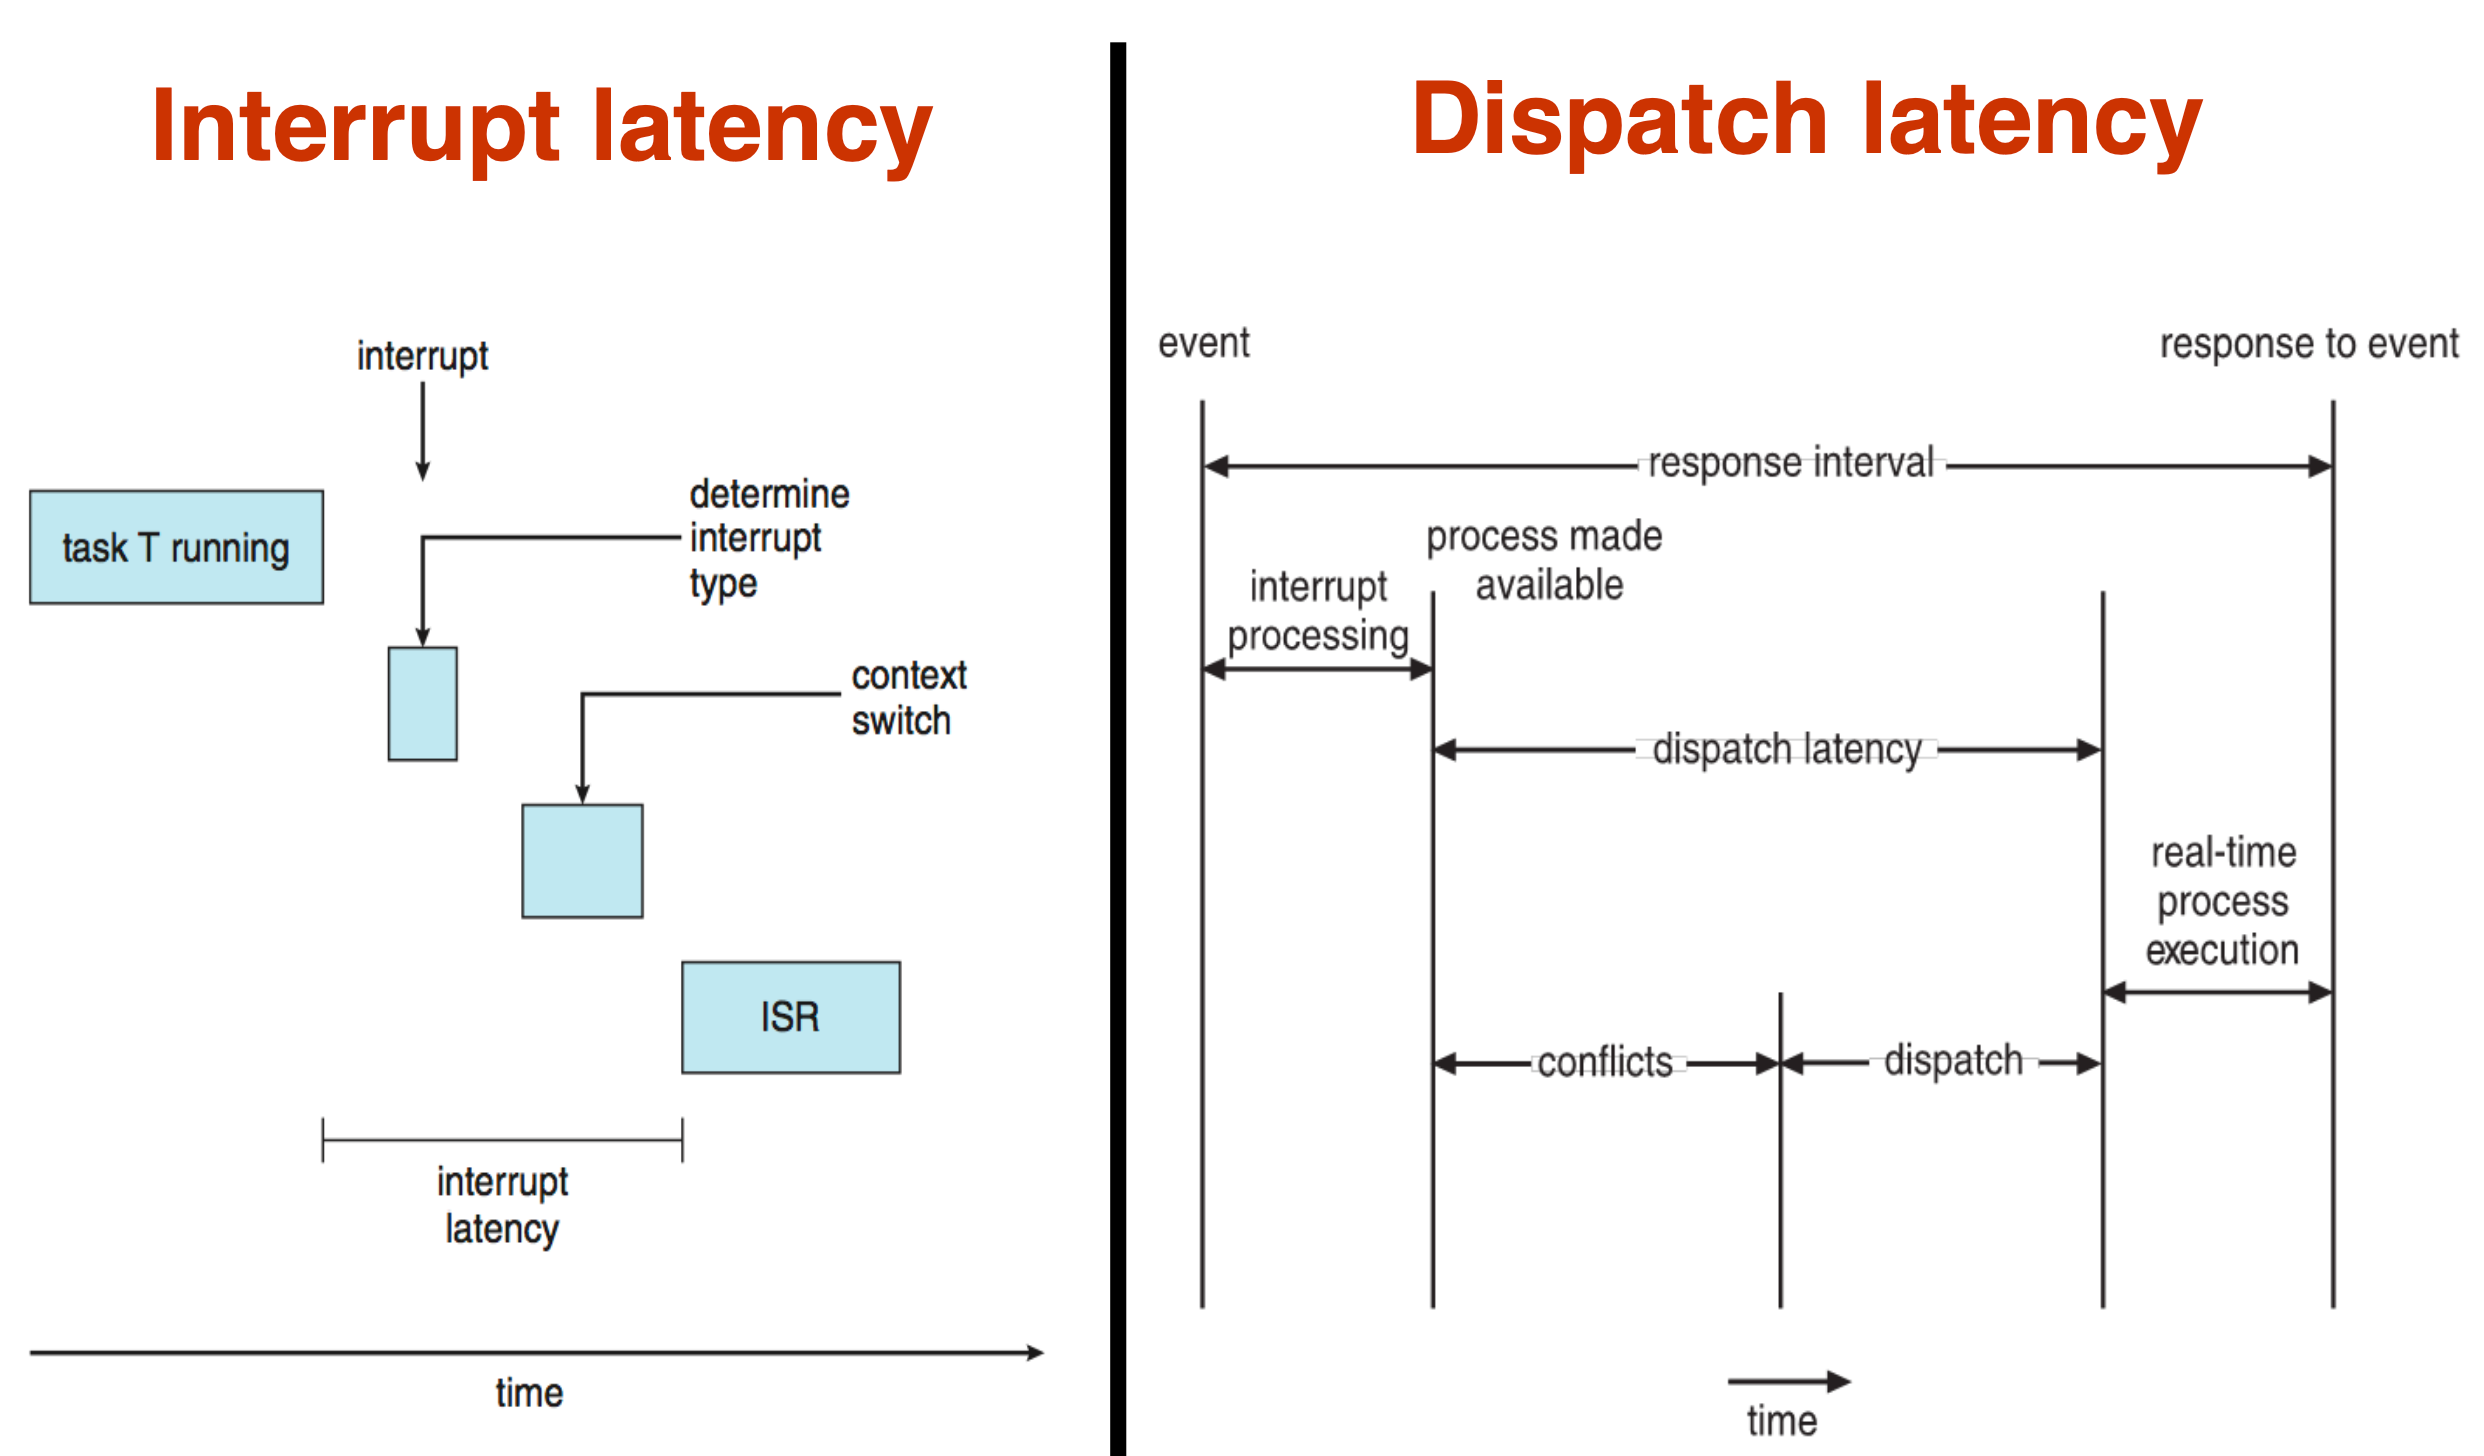 Interrupt latency
interrupt
task T running
determine
interrupt
type
context
switch
ISR
interrupt
latency
time
Dispatch latency
event
response to event
response interval
process made
available
interrupt
processing
dispatch latency
real-time
process
execution
conflicts
dispatch
time